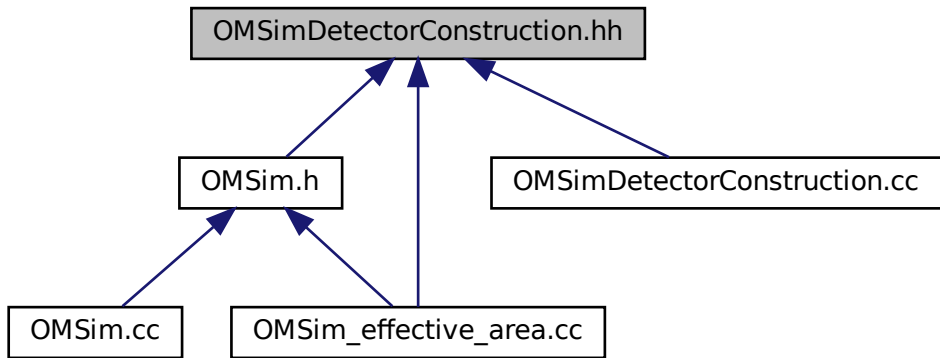 OMSimDetectorConstruction.hh
OMSim.h
OMSimDetectorConstruction.cc
OMSim.cc
OMSim_effective_area.cc